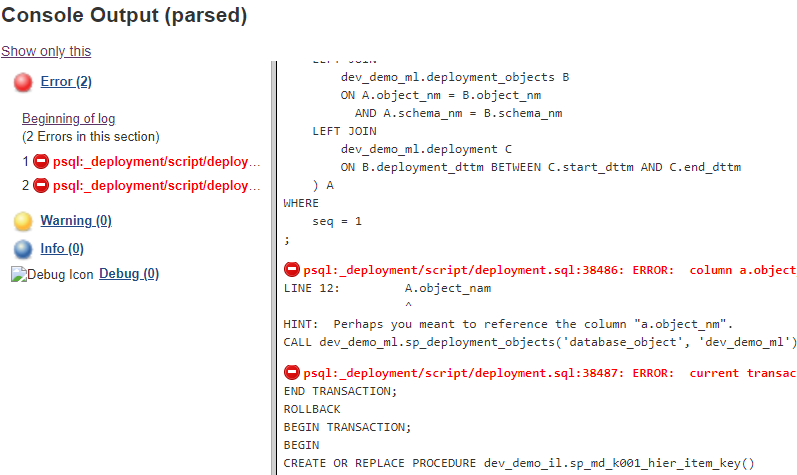 Console Output (parsed)
Show only this
Error (2)
Beginning of log
(2 Errors in this section)
1 psql:_deployment/script/deploy…
2 psql:_deployment/script/deploy…
Warning (0)
Info (0)
Debug Icon Debug (0)
LEFT JOIN
dev_demo_ml.deployment_objects B
ON A.object_nm = B.object_nm
AND A.schema_nm = B.schema_nm
LEFT JOIN
dev_demo_ml.deployment C
ON B.deployment_dttm BETWEEN C.start_dttm AND C.end_dttm
) A
WHERE
seq = 1
;
psql:_deployment/script/deployment.sql:38486: ERROR:  column a.object
LINE 12:         A.object_nam
^
HINT:  Perhaps you meant to reference the column "a.object_nm".
CALL dev_demo_ml.sp_deployment_objects('database_object', 'dev_demo_ml')
psql:_deployment/script/deployment.sql:38487: ERROR:  current transac
END TRANSACTION;
ROLLBACK
BEGIN TRANSACTION;
BEGIN
CREATE OR REPLACE PROCEDURE dev_demo_il.sp_md_k001_hier_item_key()